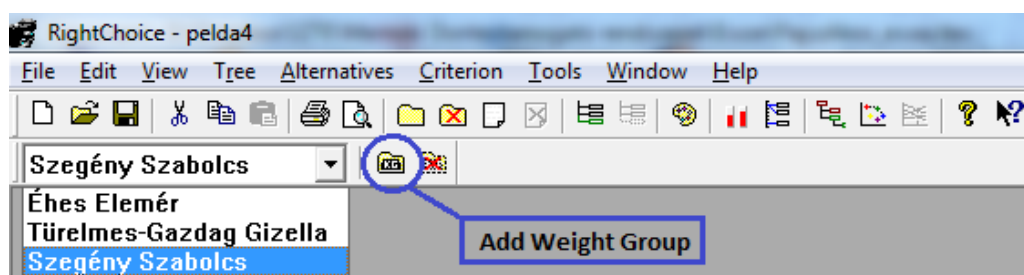 RightChoice - pelda4
File Edit View Tree Alternatives Criterion Tools Window Help
Szegény Szabolcs
Éhes Elemér
Türelmes-Gazdag Gizella
Szegény Szabolcs
Add Weight Group